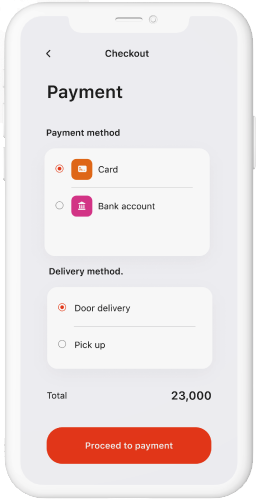 Checkout
Payment
Payment method
Card
Bank account
Delivery method.
Door delivery
Pick up
Total 23,000
Proceed to payment